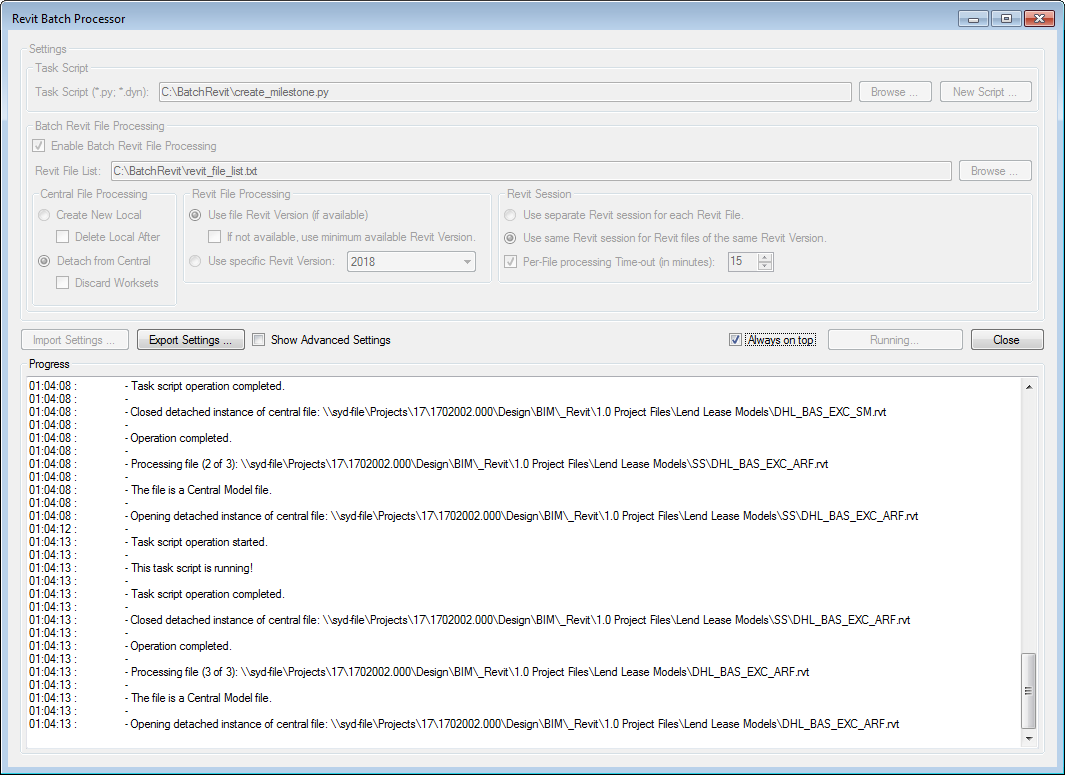 Revit Batch Processor
Settings
Task Script
Task Script (*.py; *.dyn): C:\BatchRevit\create_milestone.py Browse ... New Script ...
Batch Revit File Processing
Enable Batch Revit File Processing
Revit File List: C:\BatchRevit\revit_file_list.txt Browse ...
Central File Processing Revit File Processing Revit Session
Create New Local Use file Revit Version (if available) Use separate Revit session for each Revit File.
Delete Local After If not available, use minimum available Revit Version. Use same Revit session for Revit files of the same Revit Version.
Detach from Central Use specific Revit Version: 2018 Per-File processing Time-out (in minutes): 15
Discard Worksets
Import Settings ... Export Settings ... Show Advanced Settings Always on top Running... Close
Progress
01:04:08 : - Task script operation completed.
01:04:08 : -
01:04:08 : - Closed detached instance of central file: \\syd-file\Projects\17\1702002.000\Design\BIM\_Revit\1.0 Project Files\Lend Lease Models\DHL_BAS_EXC_SM.rvt
01:04:08 : -
01:04:08 : - Operation completed.
01:04:08 : -
01:04:08 : - Processing file (2 of 3): \\syd-file\Projects\17\1702002.000\Design\BIM\_Revit\1.0 Project Files\Lend Lease Models\SS\DHL_BAS_EXC_ARF.rvt
01:04:08 : -
01:04:08 : - The file is a Central Model file.
01:04:08 : -
01:04:08 : - Opening detached instance of central file: \\syd-file\Projects\17\1702002.000\Design\BIM\_Revit\1.0 Project Files\Lend Lease Models\SS\DHL_BAS_EXC_ARF.rvt
01:04:12 : -
01:04:13 : - Task script operation started.
01:04:13 : -
01:04:13 : - This task script is running!
01:04:13 : -
01:04:13 : - Task script operation completed.
01:04:13 : -
01:04:13 : - Closed detached instance of central file: \\syd-file\Projects\17\1702002.000\Design\BIM\_Revit\1.0 Project Files\Lend Lease Models\SS\DHL_BAS_EXC_ARF.rvt
01:04:13 : -
01:04:13 : - Operation completed.
01:04:13 : -
01:04:13 : - Processing file (3 of 3): \\syd-file\Projects\17\1702002.000\Design\BIM\_Revit\1.0 Project Files\Lend Lease Models\DHL_BAS_EXC_ARF.rvt
01:04:13 : -
01:04:13 : - The file is a Central Model file.
01:04:13 : -
01:04:13 : - Opening detached instance of central file: \\syd-file\Projects\17\1702002.000\Design\BIM\_Revit\1.0 Project Files\Lend Lease Models\DHL_BAS_EXC_ARF.rvt